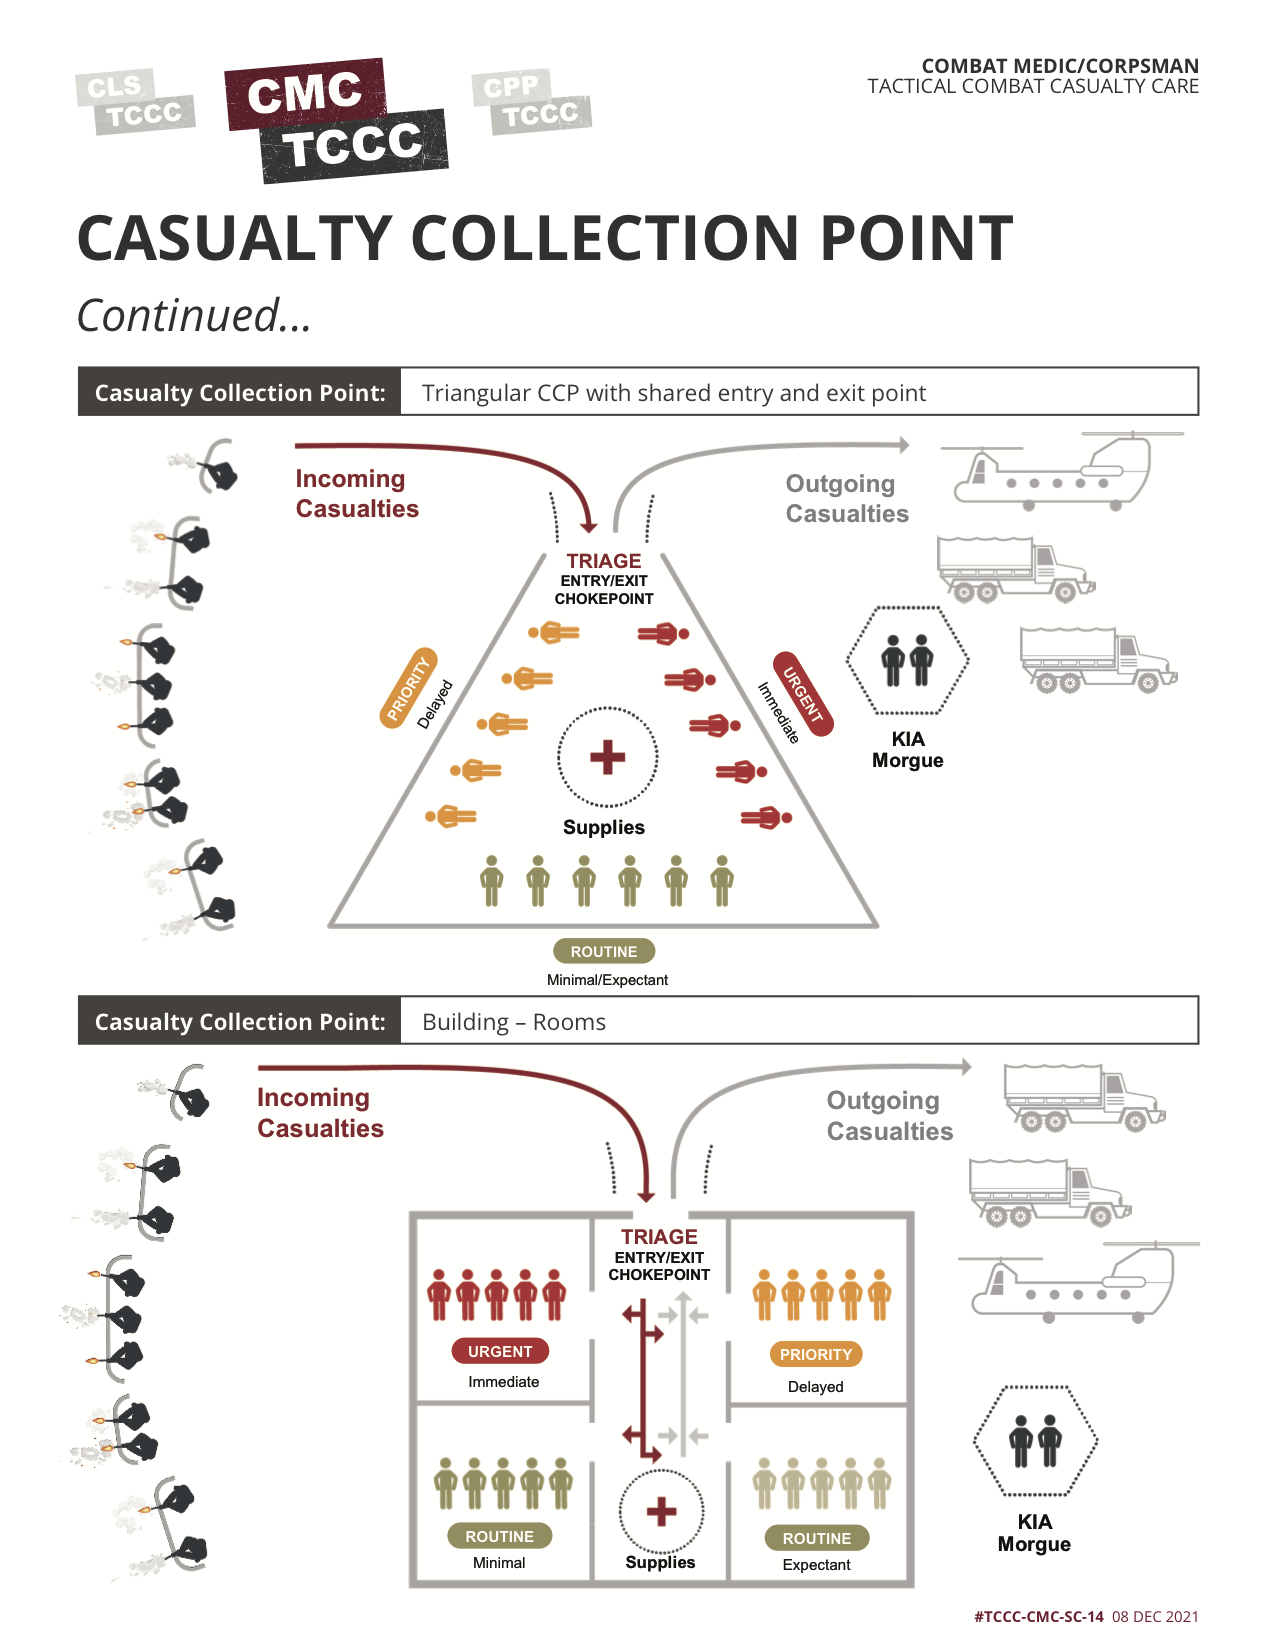 CLS
TCCC
CMC
TCCC
CPP
TCCC
COMBAT MEDIC/CORPSMAN
TACTICAL COMBAT CASUALTY CARE
CASUALTY COLLECTION POINT
Continued...
Casualty Collection Point: Triangular CCP with shared entry and exit point
Incoming
Casualties
Outgoing
Casualties
TRIAGE
ENTRY/EXIT
CHOKEPOINT
PRIORITY
Delayed
URGENT
Immediate
KIA
Morgue
Supplies
ROUTINE
Minimal/Expectant
Casualty Collection Point: Building – Rooms
Incoming
Casualties
Outgoing
Casualties
TRIAGE
ENTRY/EXIT
CHOKEPOINT
URGENT
Immediate
PRIORITY
Delayed
ROUTINE
Minimal
Supplies
ROUTINE
Expectant
KIA
Morgue
#TCCC-CMC-SC-14 08 DEC 2021